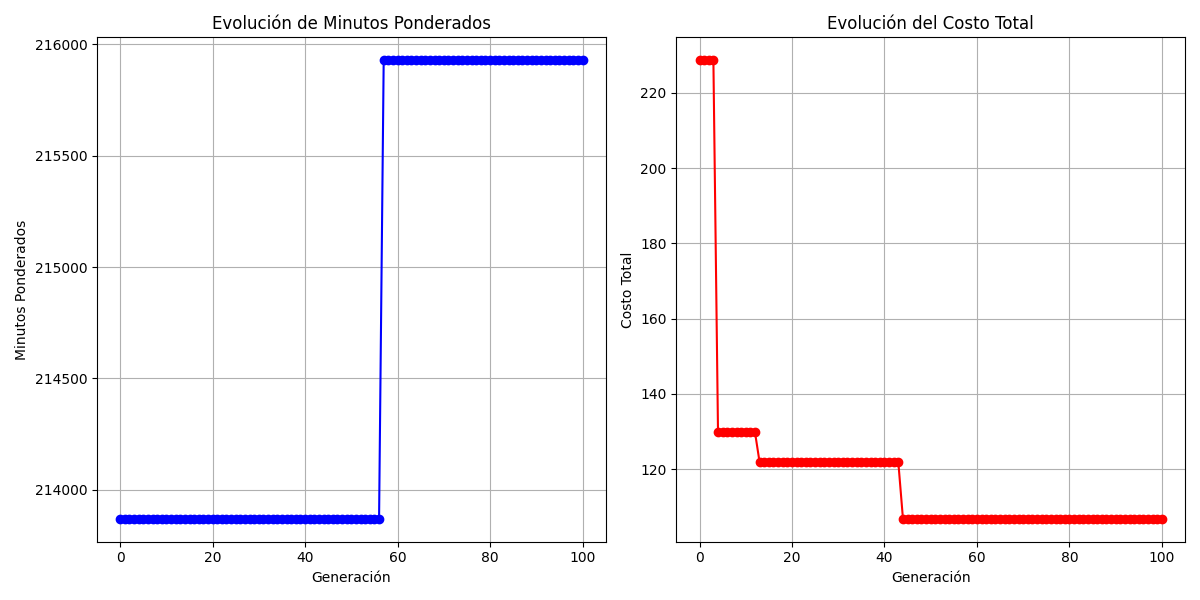 Evolución de Minutos Ponderados
216000
215500
215000
214500
214000
Minutos Ponderados
0 20 40 60 80 100
Generación
Evolución del Costo Total
220
200
180
160
140
120
Costo Total
0 20 40 60 80 100
Generación